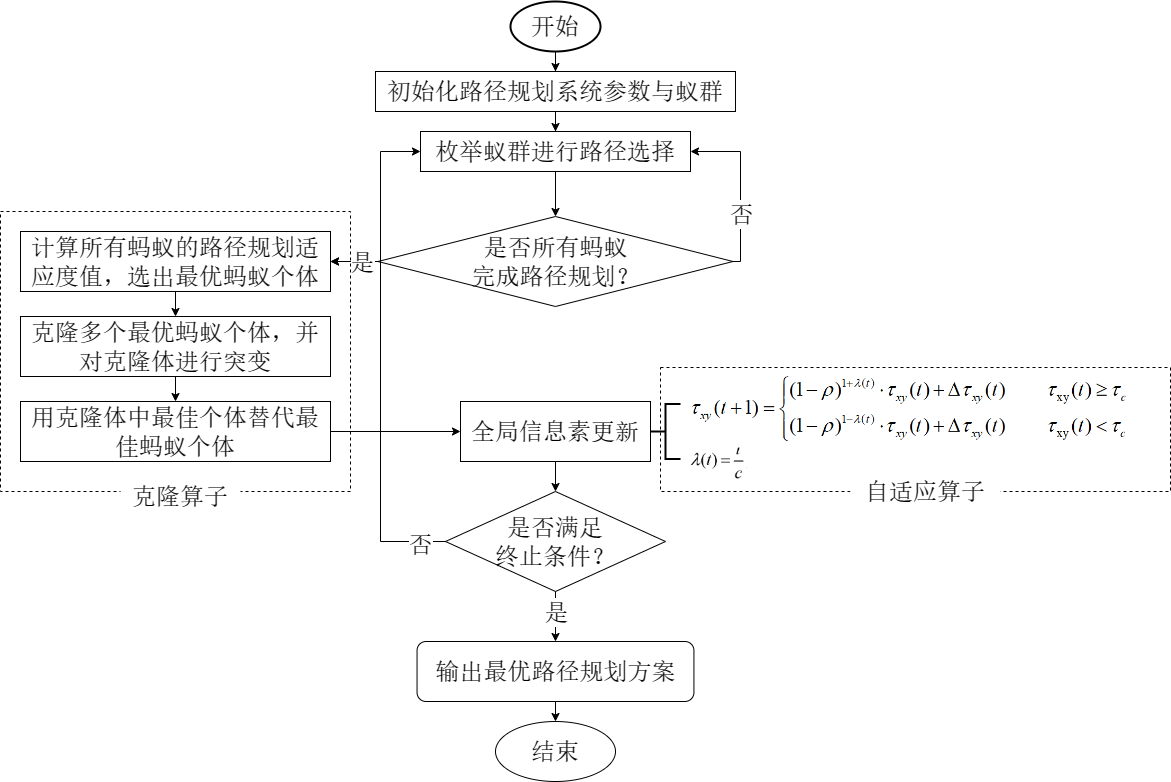 开始
初始化路径规划系统参数与蚁群
枚举蚁群进行路径选择
否
是否所有蚂蚁
完成路径规划？
是
计算所有蚂蚁的路径规划适
应度值，选出最优蚂蚁个体
克隆多个最优蚂蚁个体，并
对克隆体进行突变
用克隆体中最佳个体替代最
佳蚂蚁个体
克隆算子
全局信息素更新
τxy(t+1)={(1−ρ)^1+λ(t)·τxy(t)+Δτxy(t) τxy(t)≥τc
(1−ρ)^1−λ(t)·τxy(t)+Δτxy(t) τxy(t)<τc
λ(t)=t/c
自适应算子
是否满足
终止条件？
否
是
输出最优路径规划方案
结束